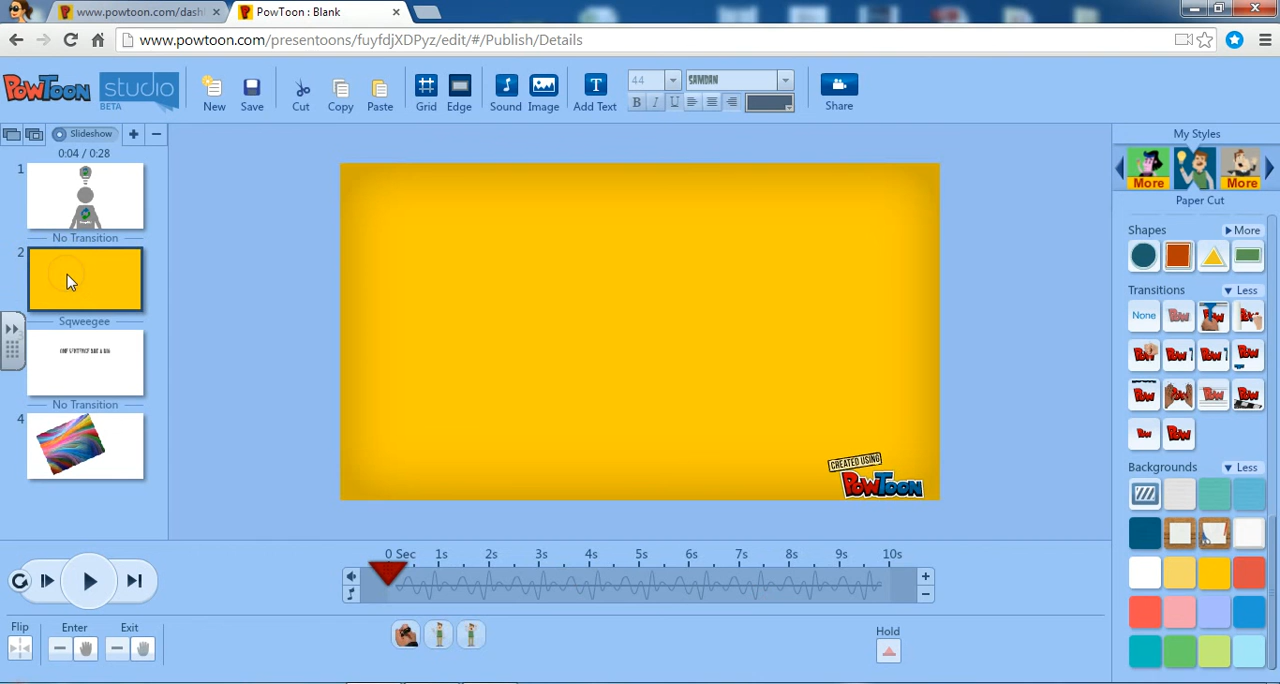 www.powtoon.com/dashl
PowToon : Blank
www.powtoon.com/presentoons/fuyfdjXDPyz/edit/#/Publish/Details
POWTOON studio
BETA
New
Save
Cut
Copy
Paste
Grid
Edge
Sound
Image
T
Add Text
44
SAMDAN
B I U
Share
Slideshow
0:04 / 0:28
My Styles
More
More
Paper Cut
1
No Transition
2
Sqweegee
No Transition
4
CREATED USING
POWTOON
Shapes
More
Transitions
Less
None
Backgrounds
Less
0 Sec 1s 2s 3s 4s 5s 6s 7s 8s 9s 10s
Flip
Enter
Exit
Hold